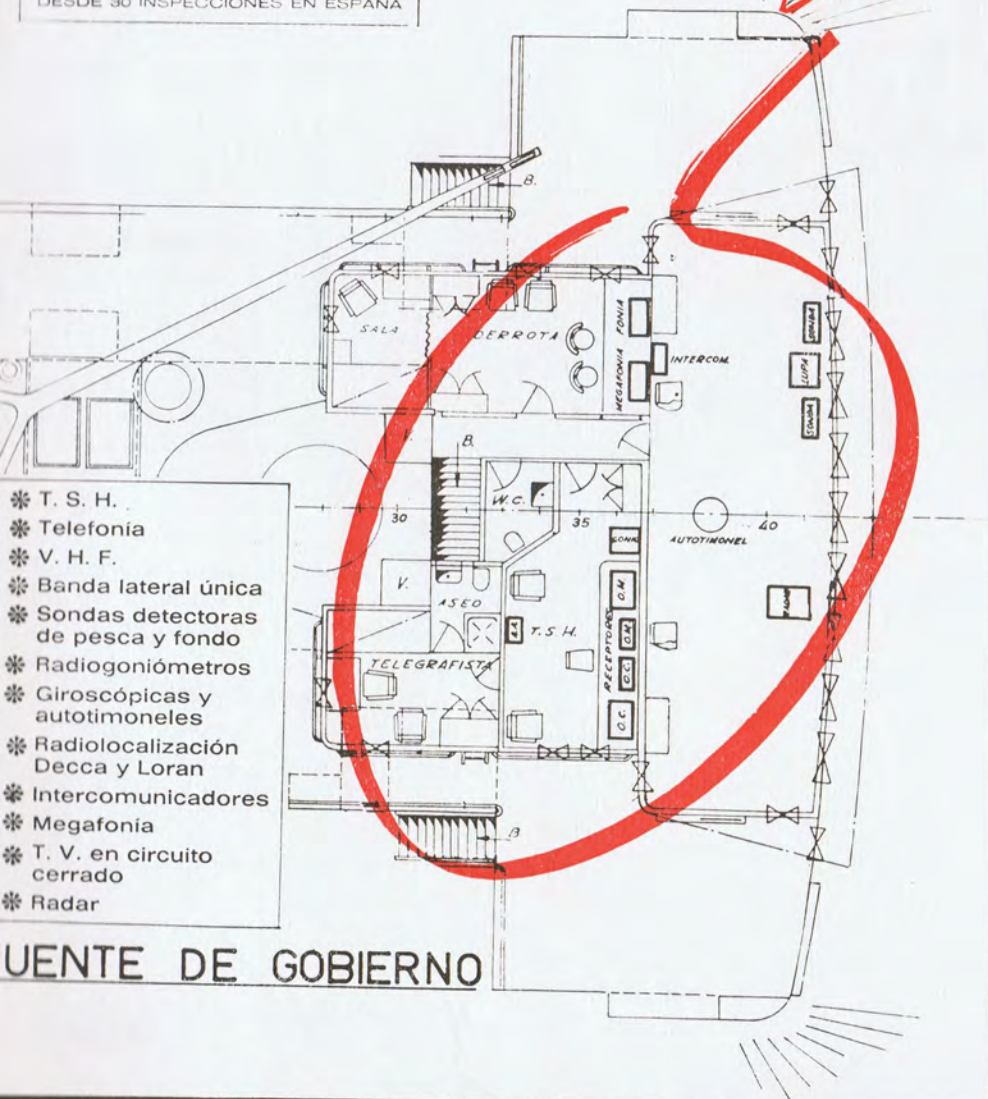 DESDE 30 INSPECCIONES EN ESPAÑA
B.
SALA
DERROTA
FONIA
MEGAFONIA
INTERCOM.
SONDA
LUPA
SONDA
B.
W.C.
30
35
40
AUTOTIMONEL
V.
ASEO
T.S.H.
RECEPTORES
O.M.
O.M.
O.C.
O.C.
TELEGRAFISTA
B
* T. S. H.
* Telefonía
* V. H. F.
* Banda lateral única
* Sondas detectoras
de pesca y fondo
* Radiogoniómetros
* Giroscópicas y
autotimoneles
* Radiolocalización
Decca y Loran
* Intercomunicadores
* Megafonía
* T. V. en circuito
cerrado
* Radar
UENTE DE GOBIERNO